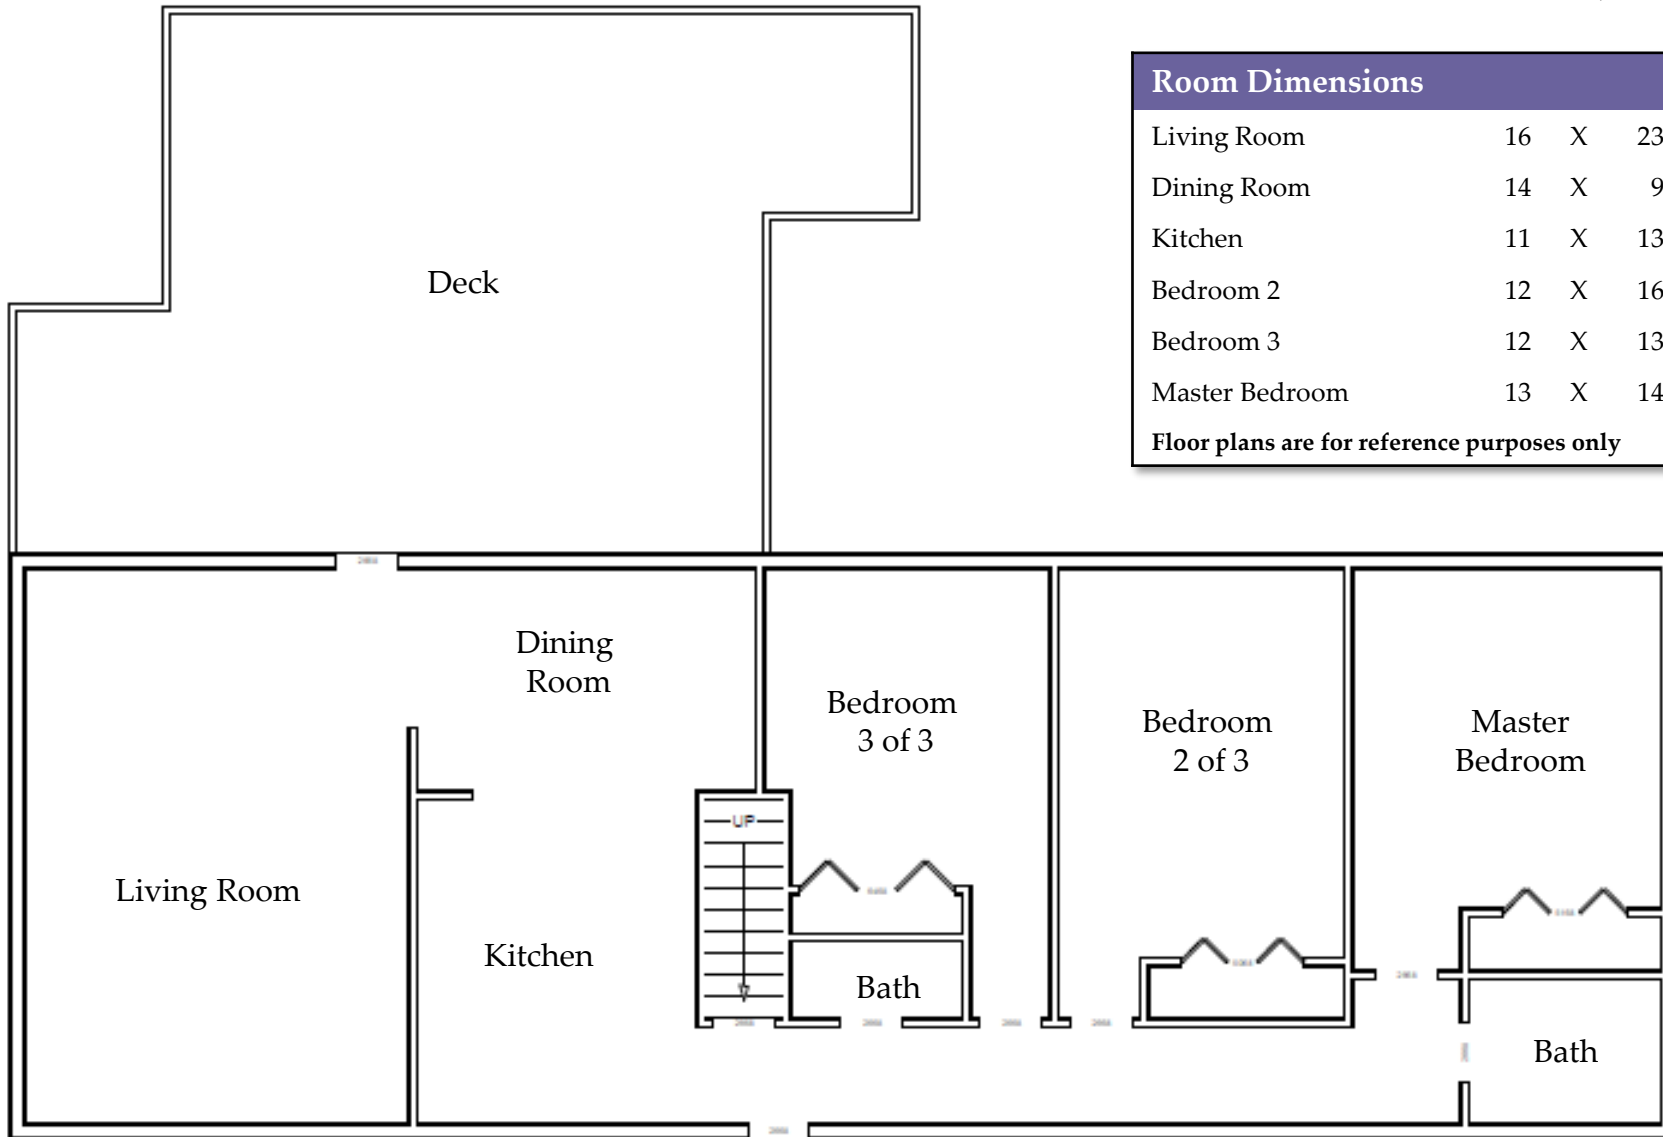 Room Dimensions
Living Room 16 X 23
Dining Room 14 X 9
Kitchen 11 X 13
Bedroom 2 12 X 16
Bedroom 3 12 X 13
Master Bedroom 13 X 14
Floor plans are for reference purposes only
Deck
Dining
Room
Bedroom
3 of 3
Bedroom
2 of 3
Master
Bedroom
UP
Living Room
Kitchen
Bath
Bath